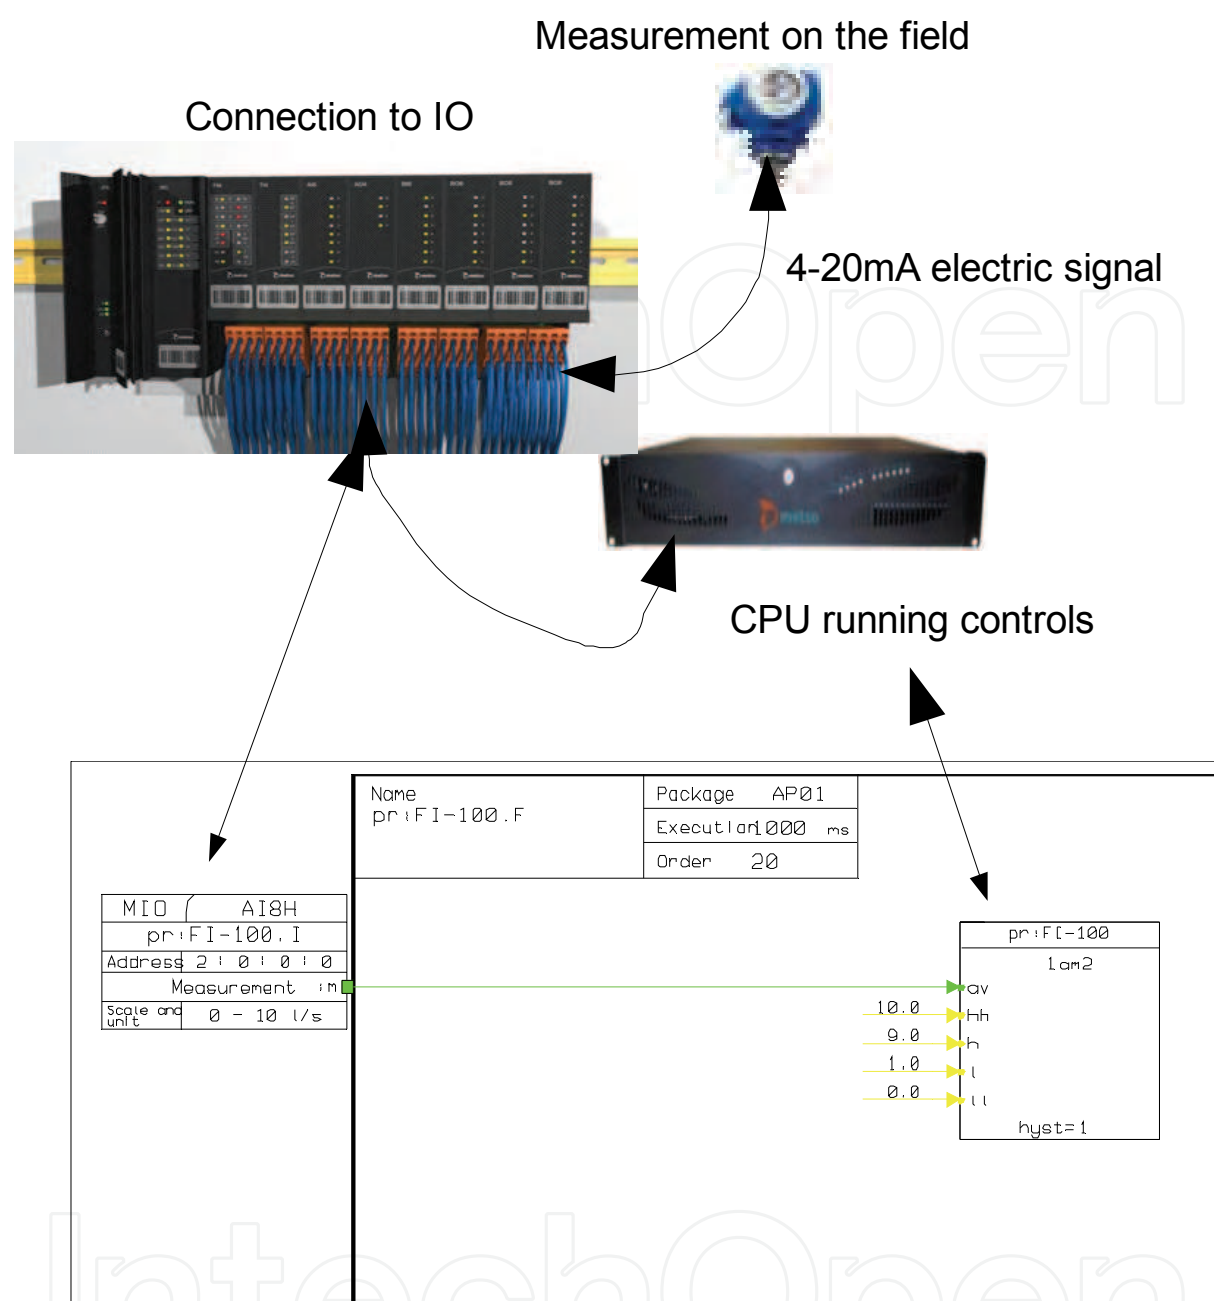 Measurement on the field
Connection to IO
4-20mA electric signal
metso
CPU running controls
Name
pr:FI-100.F
Package AP01
Execution 1000 ms
Order 20
MIO AI8H
pr:FI-100.I
Address 2:0:0:0
Measurement :m
Scale and
unit
0 - 10 l/s
pr:FI-100
lam2
av
10.0 hh
9.0 h
1.0 l
0.0 ll
hyst=1
IntechOpen